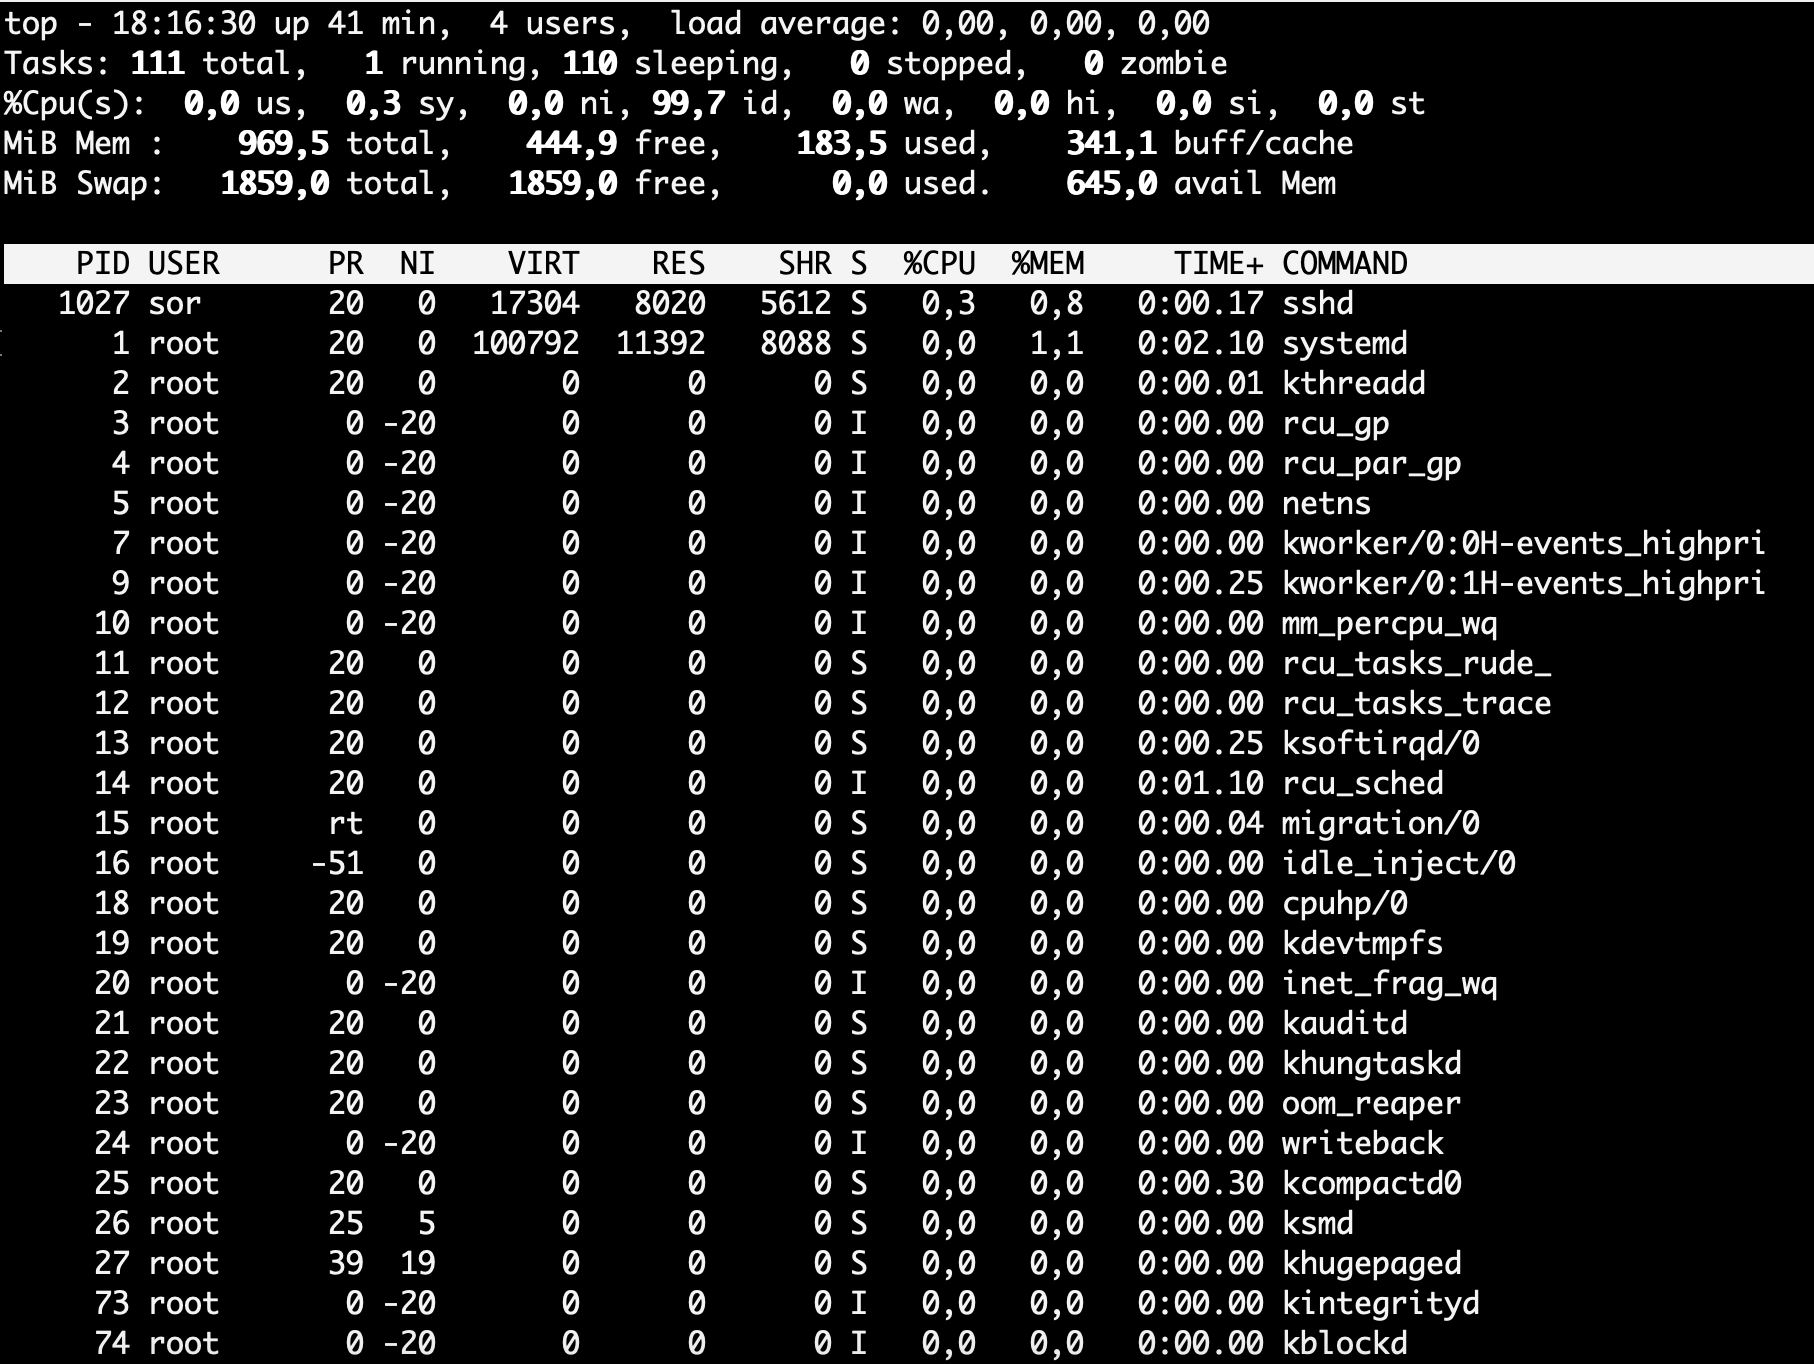 top - 18:16:30 up 41 min,  4 users,  load average: 0,00, 0,00, 0,00
Tasks: 111 total,   1 running, 110 sleeping,   0 stopped,   0 zombie
%Cpu(s):  0,0 us,  0,3 sy,  0,0 ni, 99,7 id,  0,0 wa,  0,0 hi,  0,0 si,  0,0 st
MiB Mem :    969,5 total,    444,9 free,    183,5 used,    341,1 buff/cache
MiB Swap:   1859,0 total,   1859,0 free,      0,0 used.    645,0 avail Mem
PID USER      PR  NI    VIRT    RES    SHR S  %CPU  %MEM     TIME+ COMMAND
1027 sor       20   0   17304   8020   5612 S   0,3   0,8   0:00.17 sshd
1 root      20   0  100792  11392   8088 S   0,0   1,1   0:02.10 systemd
2 root      20   0       0      0      0 S   0,0   0,0   0:00.01 kthreadd
3 root       0 -20       0      0      0 I   0,0   0,0   0:00.00 rcu_gp
4 root       0 -20       0      0      0 I   0,0   0,0   0:00.00 rcu_par_gp
5 root       0 -20       0      0      0 I   0,0   0,0   0:00.00 netns
7 root       0 -20       0      0      0 I   0,0   0,0   0:00.00 kworker/0:0H-events_highpri
9 root       0 -20       0      0      0 I   0,0   0,0   0:00.25 kworker/0:1H-events_highpri
10 root       0 -20       0      0      0 I   0,0   0,0   0:00.00 mm_percpu_wq
11 root      20   0       0      0      0 S   0,0   0,0   0:00.00 rcu_tasks_rude_
12 root      20   0       0      0      0 S   0,0   0,0   0:00.00 rcu_tasks_trace
13 root      20   0       0      0      0 S   0,0   0,0   0:00.25 ksoftirqd/0
14 root      20   0       0      0      0 I   0,0   0,0   0:01.10 rcu_sched
15 root      rt   0       0      0      0 S   0,0   0,0   0:00.04 migration/0
16 root     -51   0       0      0      0 S   0,0   0,0   0:00.00 idle_inject/0
18 root      20   0       0      0      0 S   0,0   0,0   0:00.00 cpuhp/0
19 root      20   0       0      0      0 S   0,0   0,0   0:00.00 kdevtmpfs
20 root       0 -20       0      0      0 I   0,0   0,0   0:00.00 inet_frag_wq
21 root      20   0       0      0      0 S   0,0   0,0   0:00.00 kauditd
22 root      20   0       0      0      0 S   0,0   0,0   0:00.00 khungtaskd
23 root      20   0       0      0      0 S   0,0   0,0   0:00.00 oom_reaper
24 root       0 -20       0      0      0 I   0,0   0,0   0:00.00 writeback
25 root      20   0       0      0      0 S   0,0   0,0   0:00.30 kcompactd0
26 root      25   5       0      0      0 S   0,0   0,0   0:00.00 ksmd
27 root      39  19       0      0      0 S   0,0   0,0   0:00.00 khugepaged
73 root       0 -20       0      0      0 I   0,0   0,0   0:00.00 kintegrityd
74 root       0 -20       0      0      0 I   0,0   0,0   0:00.00 kblockd